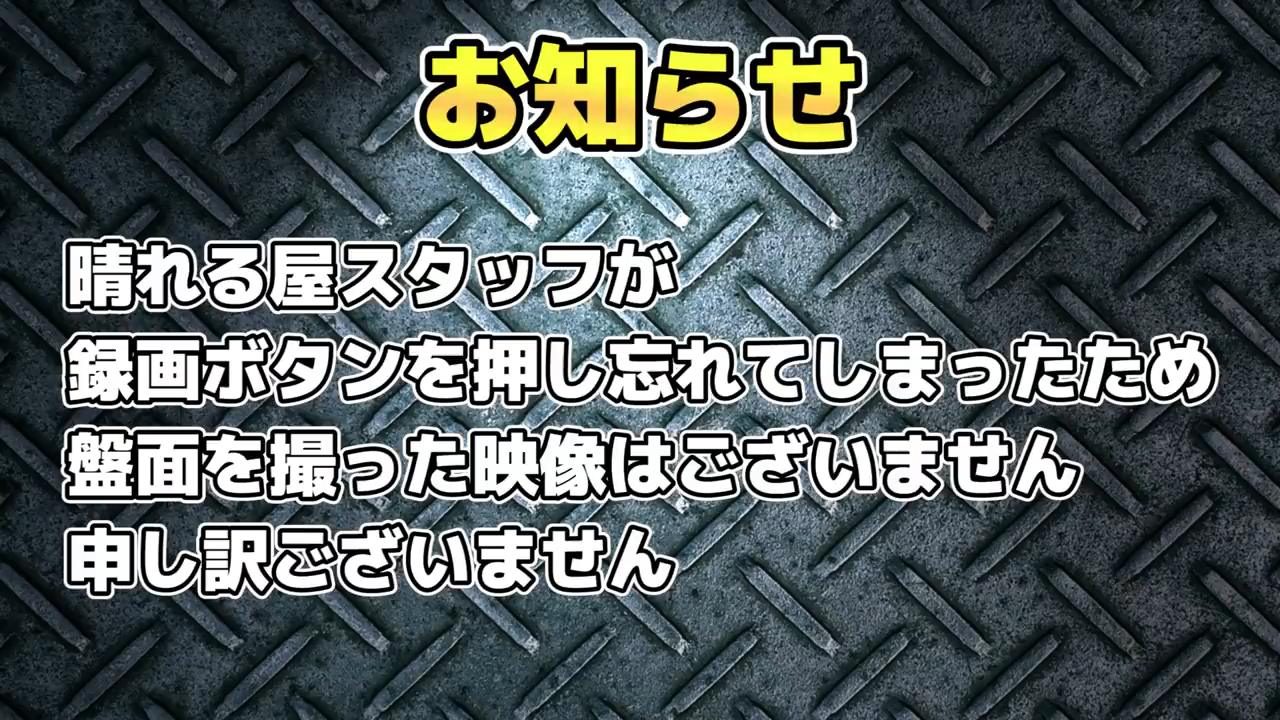 お知らせ
晴れる屋スタッフが
録画ボタンを押し忘れてしまったため
盤面を撮った映像はございません
申し訳ございません